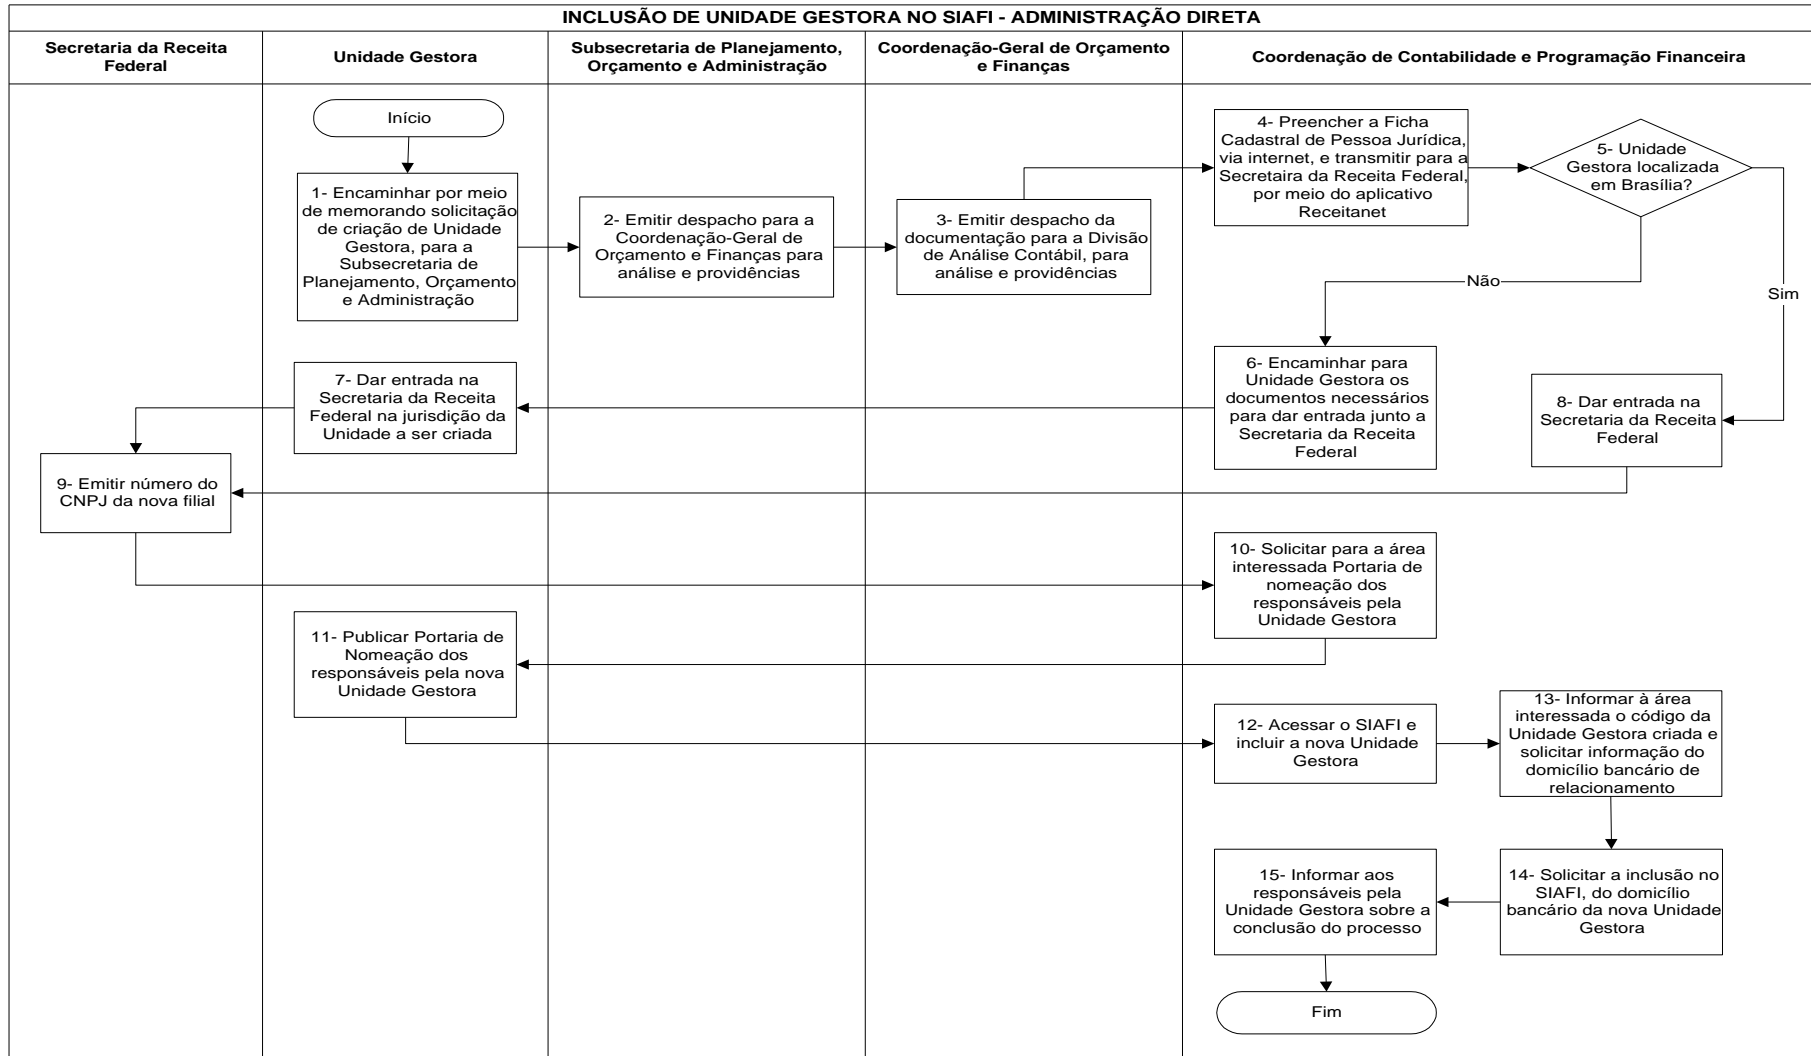 INCLUSÃO DE UNIDADE GESTORA NO SIAFI - ADMINISTRAÇÃO DIRETA
Secretaria da Receita
Federal
Unidade Gestora
Subsecretaria de Planejamento,
Orçamento e Administração
Coordenação-Geral de Orçamento
e Finanças
Coordenação de Contabilidade e Programação Financeira
Início
1- Encaminhar por meio
de memorando solicitação
de criação de Unidade
Gestora, para a
Subsecretaria de
Planejamento, Orçamento
e Administração
2- Emitir despacho para a
Coordenação-Geral de
Orçamento e Finanças para
análise e providências
3- Emitir despacho da
documentação para a Divisão
de Análise Contábil, para
análise e providências
4- Preencher a Ficha
Cadastral de Pessoa Jurídica,
via internet, e transmitir para a
Secretaira da Receita Federal,
por meio do aplicativo
Receitanet
5- Unidade
Gestora localizada
em Brasília?
Não
Sim
6- Encaminhar para
Unidade Gestora os
documentos necessários
para dar entrada junto a
Secretaria da Receita
Federal
7- Dar entrada na
Secretaria da Receita
Federal na jurisdição da
Unidade a ser criada
8- Dar entrada na
Secretaria da Receita
Federal
9- Emitir número do
CNPJ da nova filial
10- Solicitar para a área
interessada Portaria de
nomeação dos
responsáveis pela
Unidade Gestora
11- Publicar Portaria de
Nomeação dos
responsáveis pela nova
Unidade Gestora
12- Acessar o SIAFI e
incluir a nova Unidade
Gestora
13- Informar à área
interessada o código da
Unidade Gestora criada e
solicitar informação do
domicílio bancário de
relacionamento
14- Solicitar a inclusão no
SIAFI, do domicílio
bancário da nova Unidade
Gestora
15- Informar aos
responsáveis pela
Unidade Gestora sobre a
conclusão do processo
Fim